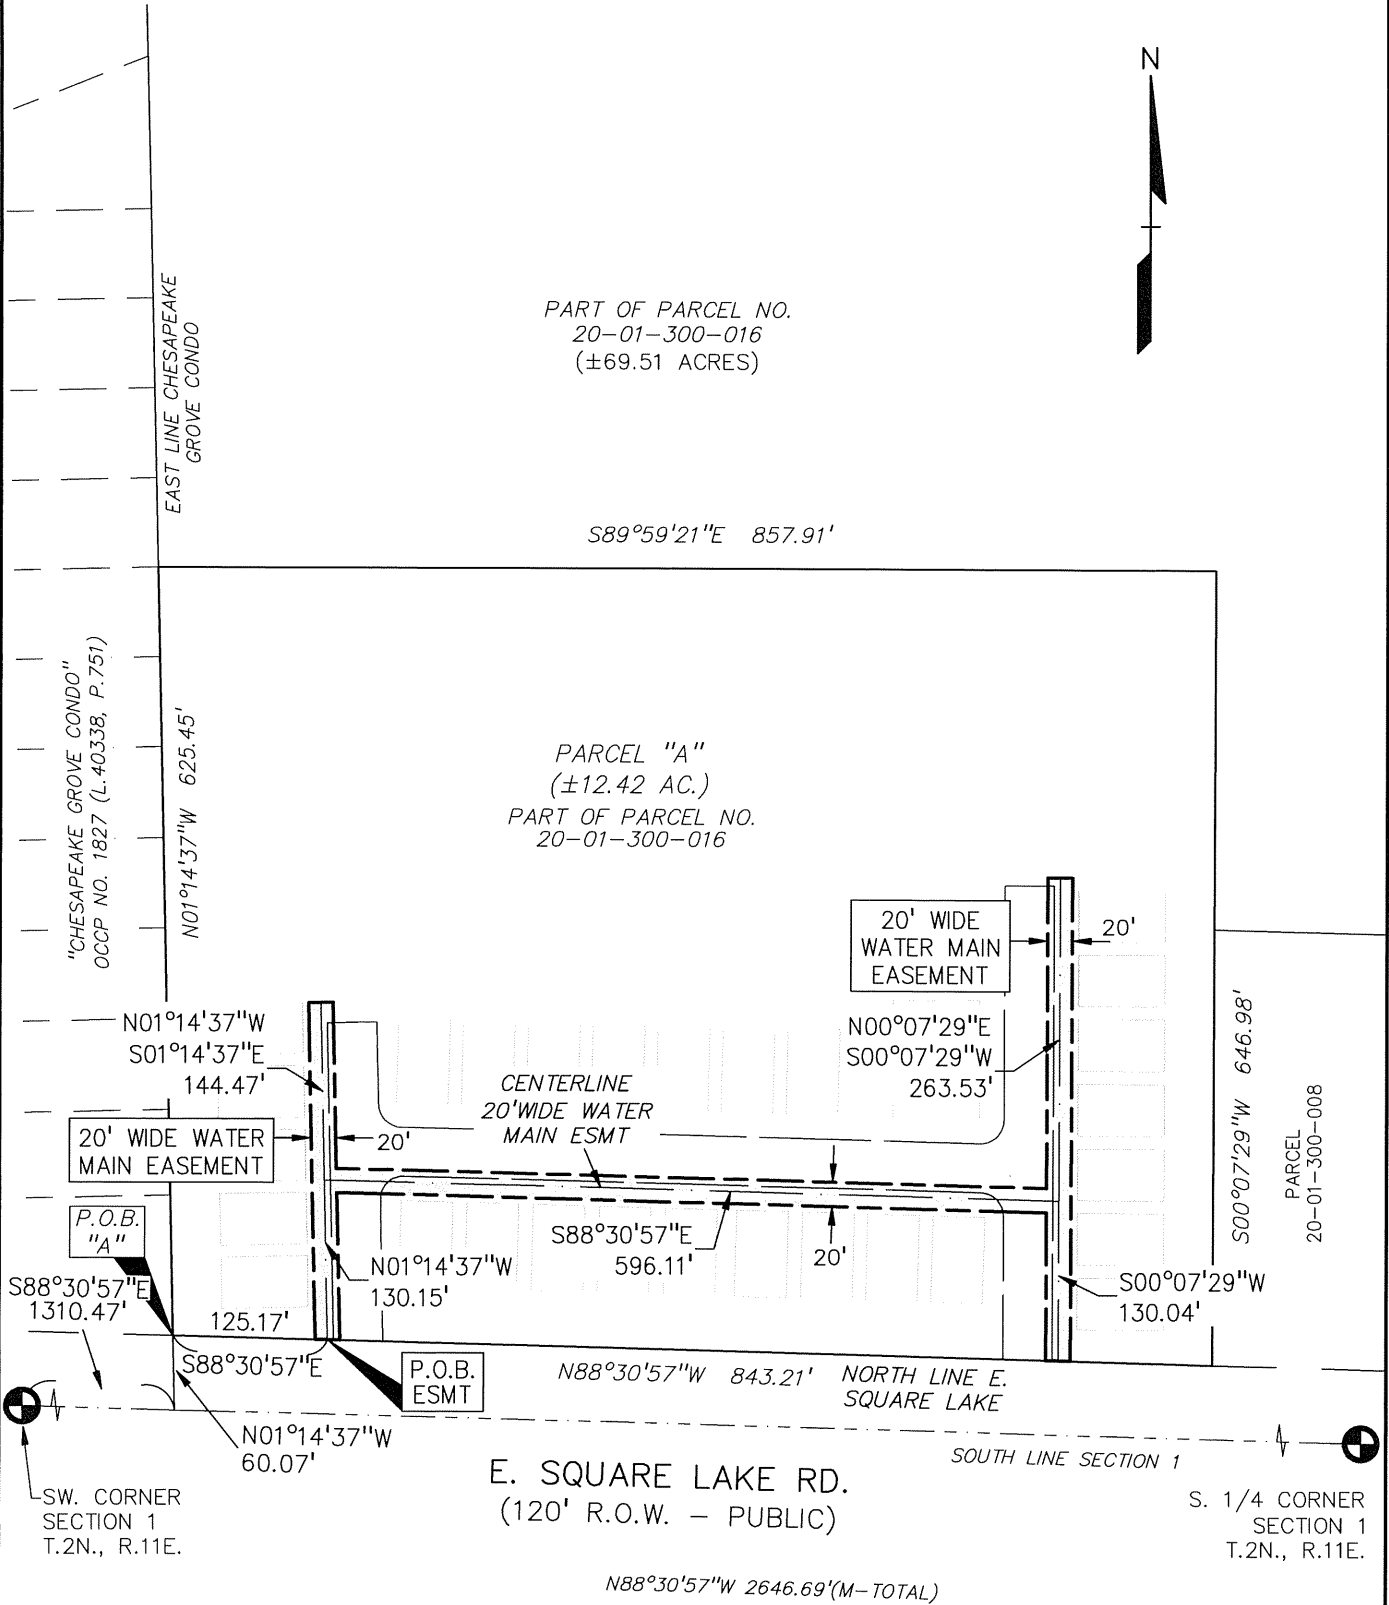 N
PART OF PARCEL NO.
20-01-300-016
(±69.51 ACRES)
EAST LINE CHESAPEAKE
GROVE CONDO
S89°59'21"E 857.91'
"CHESAPEAKE GROVE CONDO"
OCCP NO. 1827 (L.40338, P.751)
N01°14'37"W 625.45'
PARCEL "A"
(±12.42 AC.)
PART OF PARCEL NO.
20-01-300-016
20' WIDE
WATER MAIN
EASEMENT
20'
N01°14'37"W
S01°14'37"E
144.47'
N00°07'29"E
S00°07'29"W
263.53'
S00°07'29"W 646.98'
PARCEL
20-01-300-008
CENTERLINE
20'WIDE WATER
MAIN ESMT
20' WIDE WATER
MAIN EASEMENT
20'
P.O.B.
"A"
S88°30'57"E
596.11'
20'
N01°14'37"W
130.15'
S00°07'29"W
130.04'
S88°30'57"E
1310.47'
125.17'
S88°30'57"E
P.O.B.
ESMT
N88°30'57"W 843.21'
NORTH LINE E.
SQUARE LAKE
N01°14'37"W
60.07'
SOUTH LINE SECTION 1
E. SQUARE LAKE RD.
(120' R.O.W. - PUBLIC)
SW. CORNER
SECTION 1
T.2N., R.11E.
S. 1/4 CORNER
SECTION 1
T.2N., R.11E.
N88°30'57"W 2646.69'(M-TOTAL)